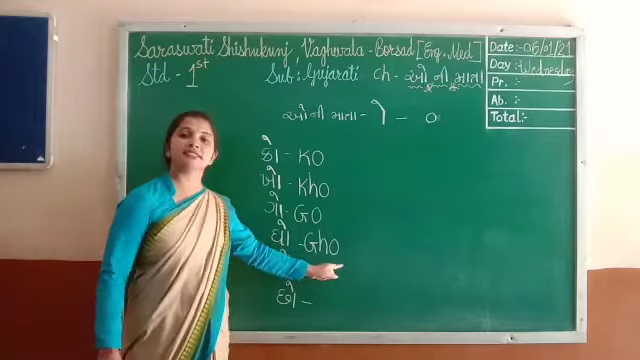 Saraswati Shishukunj, Vaghwala-Borsad [Eng. Med]
Std - 1st Sub : Gujarati Ch - ઓ ની માત્રા
Date :- 06/01/21
Day : Wednesday
Pr. :
Ab. :
Total:-
ઓ ની માત્રા - ો - o
કો - KO
ખો - Kho
ગો - GO
ઘો - Gho
છો -